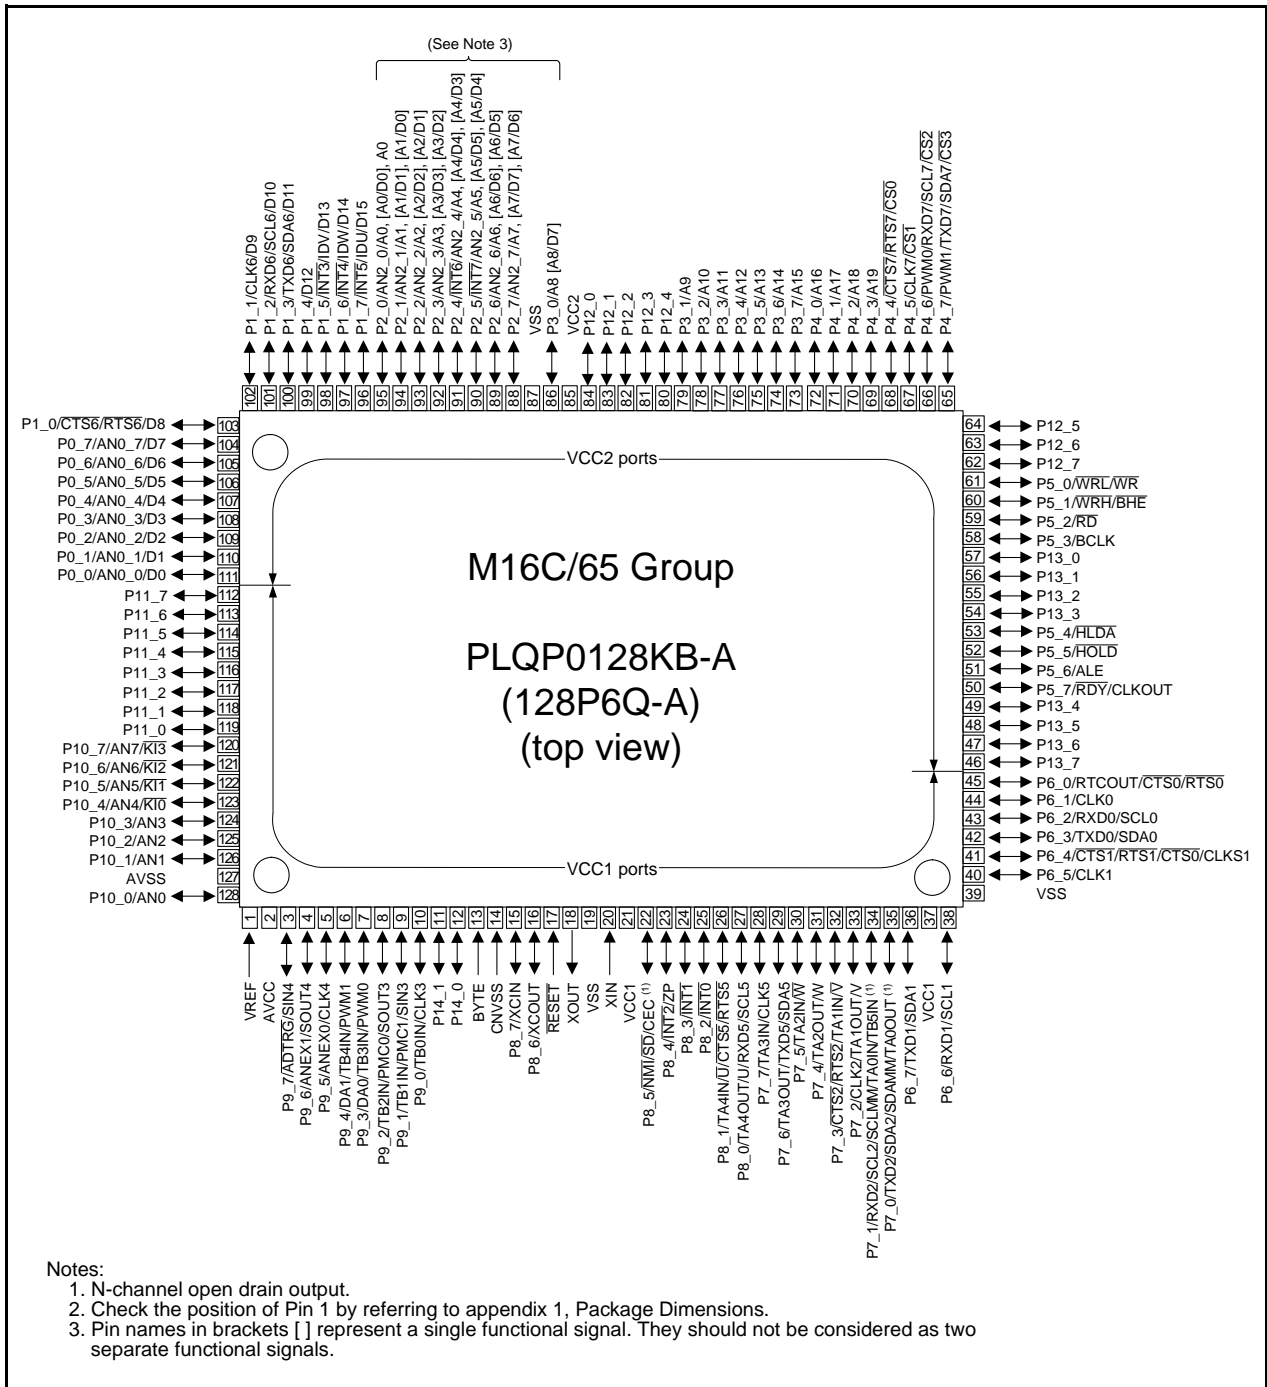 (See Note 3)
P1_1/CLK6/D9
P1_2/RXD6/SCL6/D10
P1_3/TXD6/SDA6/D11
P1_4/D12
P1_5/INT3/IDV/D13
P1_6/INT4/IDW/D14
P1_7/INT5/IDU/D15
P2_0/AN2_0/A0, [A0/D0], A0
P2_1/AN2_1/A1, [A1/D1], [A1/D0]
P2_2/AN2_2/A2, [A2/D2], [A2/D1]
P2_3/AN2_3/A3, [A3/D3], [A3/D2]
P2_4/INT6/AN2_4/A4, [A4/D4], [A4/D3]
P2_5/INT7/AN2_5/A5, [A5/D5], [A5/D4]
P2_6/AN2_6/A6, [A6/D6], [A6/D5]
P2_7/AN2_7/A7, [A7/D7], [A7/D6]
VSS
P3_0/A8 [A8/D7]
VCC2
P12_0
P12_1
P12_2
P12_3
P12_4
P3_1/A9
P3_2/A10
P3_3/A11
P3_4/A12
P3_5/A13
P3_6/A14
P3_7/A15
P4_0/A16
P4_1/A17
P4_2/A18
P4_3/A19
P4_4/CTS7/RTS7/CS0
P4_5/CLK7/CS1
P4_6/PWM0/RXD7/SCL7/CS2
P4_7/PWM1/TXD7/SDA7/CS3
102 101 100 99 98 97 96 95 94 93 92 91 90 89 88 87 86 85 84 83 82 81 80 79 78 77 76 75 74 73 72 71 70 69 68 67 66 65
P1_0/CTS6/RTS6/D8 103
P0_7/AN0_7/D7 104
P0_6/AN0_6/D6 105
P0_5/AN0_5/D5 106
P0_4/AN0_4/D4 107
P0_3/AN0_3/D3 108
P0_2/AN0_2/D2 109
P0_1/AN0_1/D1 110
P0_0/AN0_0/D0 111
P11_7 112
P11_6 113
P11_5 114
P11_4 115
P11_3 116
P11_2 117
P11_1 118
P11_0 119
P10_7/AN7/KI3 120
P10_6/AN6/KI2 121
P10_5/AN5/KI1 122
P10_4/AN4/KI0 123
P10_3/AN3 124
P10_2/AN2 125
P10_1/AN1 126
AVSS 127
P10_0/AN0 128
VCC2 ports
M16C/65 Group
PLQP0128KB-A
(128P6Q-A)
(top view)
VCC1 ports
64 P12_5
63 P12_6
62 P12_7
61 P5_0/WRL/WR
60 P5_1/WRH/BHE
59 P5_2/RD
58 P5_3/BCLK
57 P13_0
56 P13_1
55 P13_2
54 P13_3
53 P5_4/HLDA
52 P5_5/HOLD
51 P5_6/ALE
50 P5_7/RDY/CLKOUT
49 P13_4
48 P13_5
47 P13_6
46 P13_7
45 P6_0/RTCOUT/CTS0/RTS0
44 P6_1/CLK0
43 P6_2/RXD0/SCL0
42 P6_3/TXD0/SDA0
41 P6_4/CTS1/RTS1/CTS0/CLKS1
40 P6_5/CLK1
39 VSS
1 2 3 4 5 6 7 8 9 10 11 12 13 14 15 16 17 18 19 20 21 22 23 24 25 26 27 28 29 30 31 32 33 34 35 36 37 38
VREF
AVCC
P9_7/ADTRG/SIN4
P9_6/ANEX1/SOUT4
P9_5/ANEX0/CLK4
P9_4/DA1/TB4IN/PWM1
P9_3/DA0/TB3IN/PWM0
P9_2/TB2IN/PMC0/SOUT3
P9_1/TB1IN/PMC1/SIN3
P9_0/TB0IN/CLK3
P14_1
P14_0
BYTE
CNVSS
P8_7/XCIN
P8_6/XCOUT
RESET
XOUT
VSS
XIN
VCC1
P8_5/NMI/SD/CEC (1)
P8_4/INT2/ZP
P8_3/INT1
P8_2/INT0
P8_1/TA4IN/U/CTS5/RTS5
P8_0/TA4OUT/U/RXD5/SCL5
P7_7/TA3IN/CLK5
P7_6/TA3OUT/TXD5/SDA5
P7_5/TA2IN/W
P7_4/TA2OUT/W
P7_3/CTS2/RTS2/TA1IN/V
P7_2/CLK2/TA1OUT/V
P7_1/RXD2/SCL2/SCLMM/TA0IN/TB5IN (1)
P7_0/TXD2/SDA2/SDAMM/TA0OUT (1)
P6_7/TXD1/SDA1
VCC1
P6_6/RXD1/SCL1
Notes:
1. N-channel open drain output.
2. Check the position of Pin 1 by referring to appendix 1, Package Dimensions.
3. Pin names in brackets [ ] represent a single functional signal. They should not be considered as two
separate functional signals.